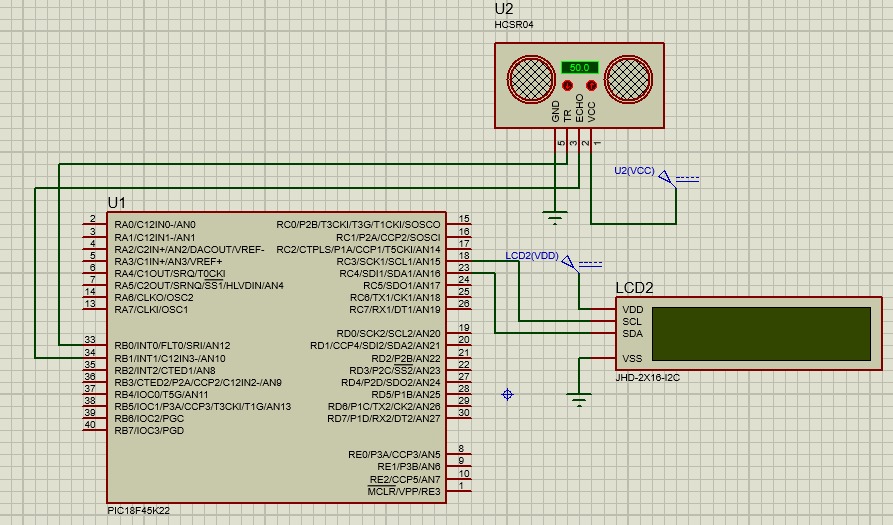 U2
HCSR04
50.0
GND
TR
ECHO
VCC
5
3
2
1
U2(VCC)
U1
2 RA0/C12IN0-/AN0
3 RA1/C12IN1-/AN1
4 RA2/C2IN+/AN2/DACOUT/VREF-
5 RA3/C1IN+/AN3/VREF+
6 RA4/C1OUT/SRQ/T0CKI
7 RA5/C2OUT/SRNQ/SS1/HLVDIN/AN4
14 RA6/CLKO/OSC2
13 RA7/CLKI/OSC1
33 RB0/INT0/FLT0/SRI/AN12
34 RB1/INT1/C12IN3-/AN10
35 RB2/INT2/CTED1/AN8
36 RB3/CTED2/P2A/CCP2/C12IN2-/AN9
37 RB4/IOC0/T5G/AN11
38 RB5/IOC1/P3A/CCP3/T3CKI/T1G/AN13
39 RB6/IOC2/PGC
40 RB7/IOC3/PGD
RC0/P2B/T3CKI/T3G/T1CKI/SOSCO 15
RC1/P2A/CCP2/SOSCI 16
RC2/CTPLS/P1A/CCP1/T5CKI/AN14 17
RC3/SCK1/SCL1/AN15 18
RC4/SDI1/SDA1/AN16 23
RC5/SDO1/AN17 24
RC6/TX1/CK1/AN18 25
RC7/RX1/DT1/AN19 26
RD0/SCK2/SCL2/AN20 19
RD1/CCP4/SDI2/SDA2/AN21 20
RD2/P2B/AN22 21
RD3/P2C/SS2/AN23 22
RD4/P2D/SDO2/AN24 27
RD5/P1B/AN25 28
RD6/P1C/TX2/CK2/AN26 29
RD7/P1D/RX2/DT2/AN27 30
RE0/P3A/CCP3/AN5 8
RE1/P3B/AN6 9
RE2/CCP5/AN7 10
MCLR/VPP/RE3 1
PIC18F45K22
LCD2(VDD)
LCD2
VDD
SCL
SDA
VSS
JHD-2X16-I2C